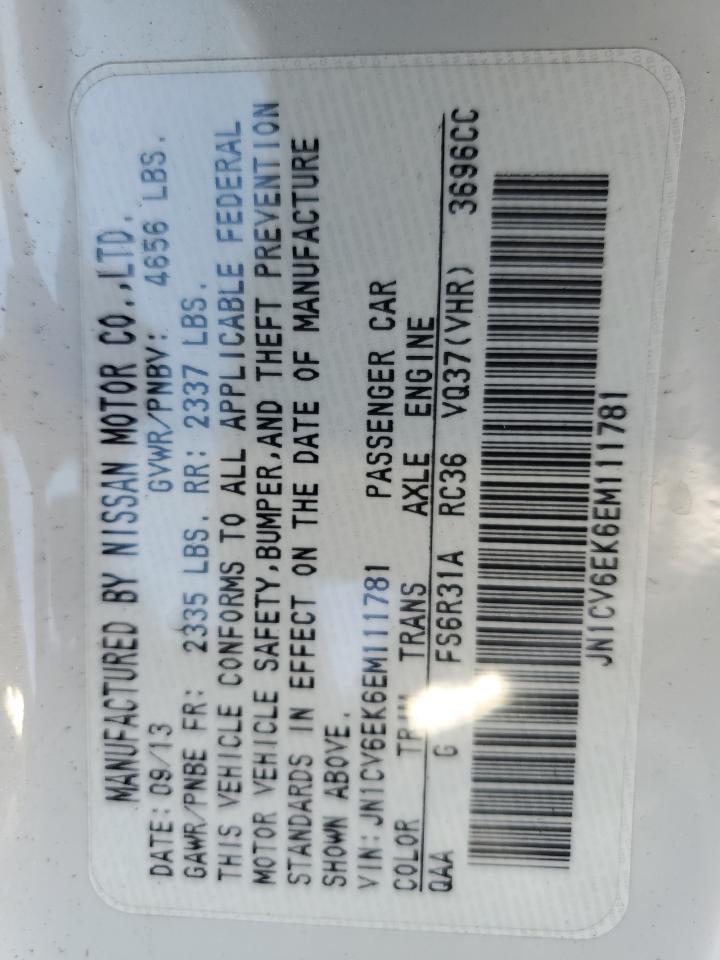 MANUFACTURED BY NISSAN MOTOR CO.,LTD.
DATE: 09/13 GVWR/PNBV: 4656 LBS.
GAWR/PNBE FR: 2335 LBS. RR: 2337 LBS.
THIS VEHICLE CONFORMS TO ALL APPLICABLE FEDERAL
MOTOR VEHICLE SAFETY,BUMPER,AND THEFT PREVENTION
STANDARDS IN EFFECT ON THE DATE OF MANUFACTURE
SHOWN ABOVE.
VIN: JN1CV6EK6EM111781 PASSENGER CAR
COLOR TRIM TRANS AXLE ENGINE
QAA G FS6R31A RC36 VQ37(VHR) 3696CC
JN1CV6EK6EM111781